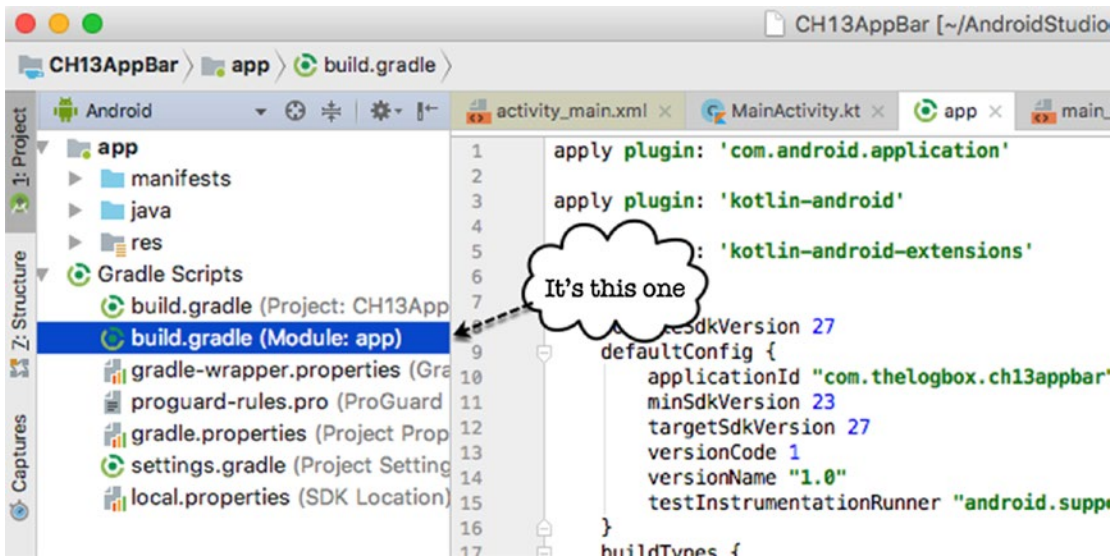 CH13AppBar [~/AndroidStudio
CH13AppBar app build.gradle
1: Project
Z: Structure
Captures
Android
app
manifests
java
res
Gradle Scripts
build.gradle (Project: CH13App
build.gradle (Module: app)
gradle-wrapper.properties (Gra
proguard-rules.pro (ProGuard
gradle.properties (Project Prop
settings.gradle (Project Setting
local.properties (SDK Location)
activity_main.xml MainActivity.kt app main_
1 apply plugin: 'com.android.application'
2
3 apply plugin: 'kotlin-android'
4
5 : 'kotlin-android-extensions'
6
It's this one
7
8 SdkVersion 27
9 defaultConfig {
10 applicationId "com.thelogbox.ch13appbar"
11 minSdkVersion 23
12 targetSdkVersion 27
13 versionCode 1
14 versionName "1.0"
15 testInstrumentationRunner "android.suppo
16 }
17 buildTypes {